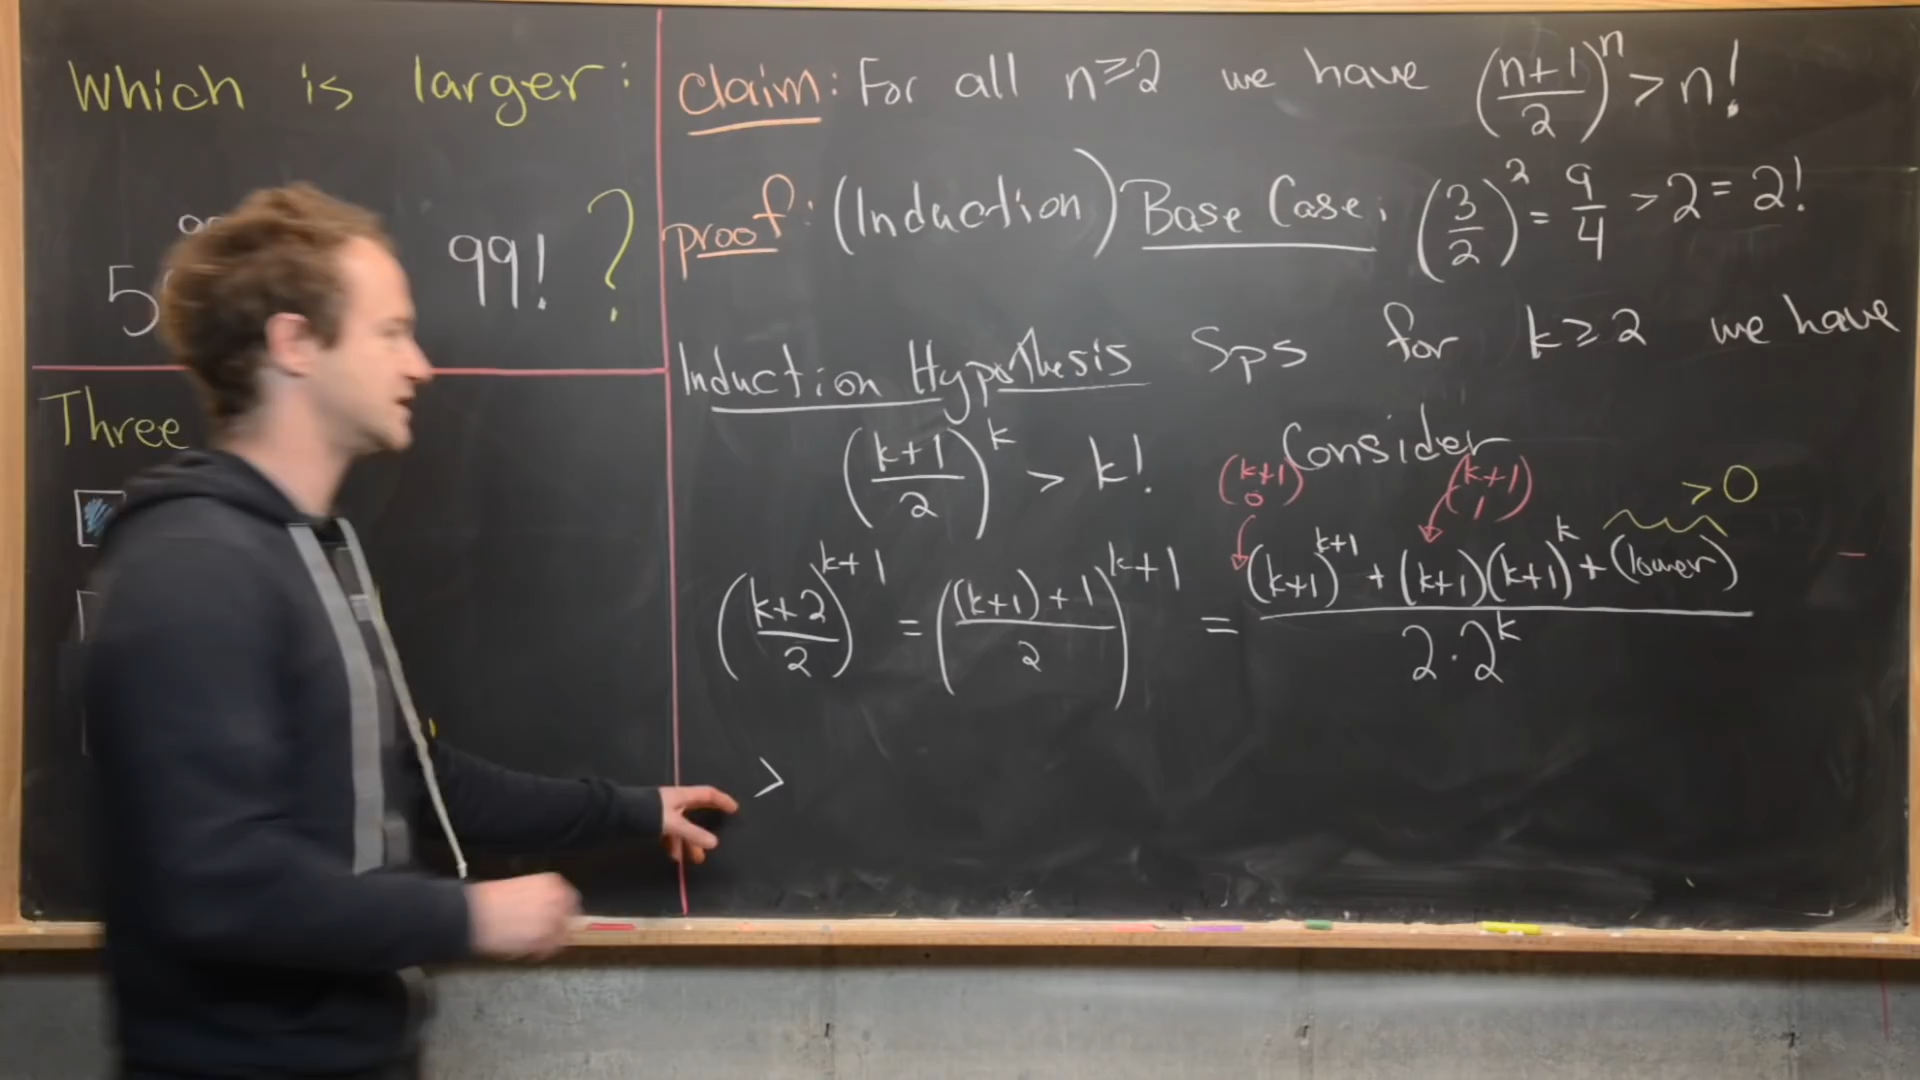 Which is larger:
99! ?
Three
claim: For all n≥2 we have ((n+1)/2)^n > n!
proof: (Induction) Base Case: (3/2)^2 = 9/4 > 2 = 2!
Induction Hypothesis Sps for k≥2 we have
((k+1)/2)^k > k! Consider
(k+1 0) (k+1 1) >0
((k+2)/2)^(k+1) = (((k+1)+1)/2)^(k+1) = ((k+1)^(k+1) + (k+1)(k+1)^k + (lower))/(2·2^k)
>